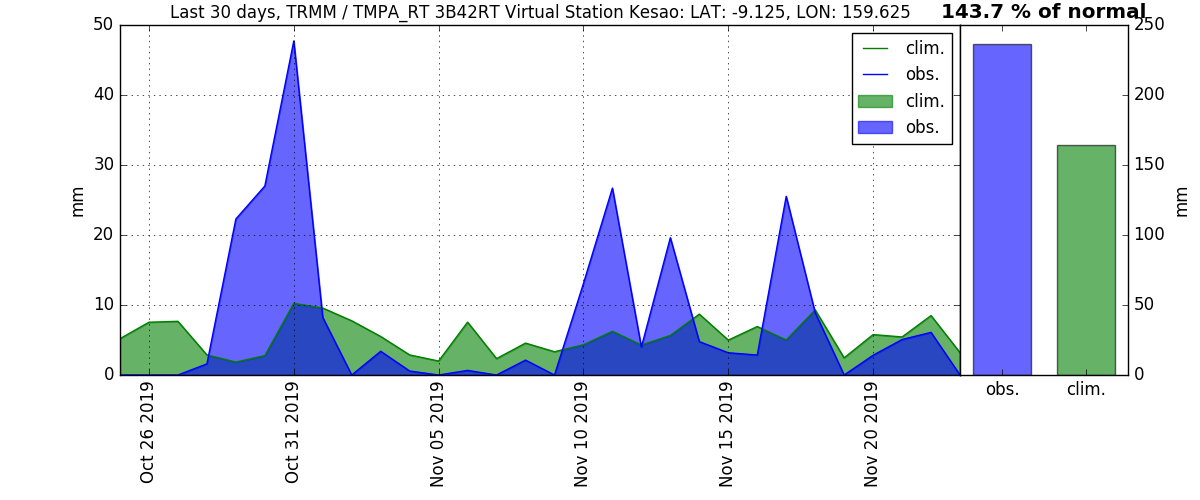 Last 30 days, TRMM / TMPA_RT 3B42RT Virtual Station Kesao: LAT: -9.125, LON: 159.625
143.7 % of normal
50
40
30
20
10
0
mm
clim.
obs.
clim.
obs.
250
200
150
100
50
0
mm
Oct 26 2019
Oct 31 2019
Nov 05 2019
Nov 10 2019
Nov 15 2019
Nov 20 2019
obs.
clim.